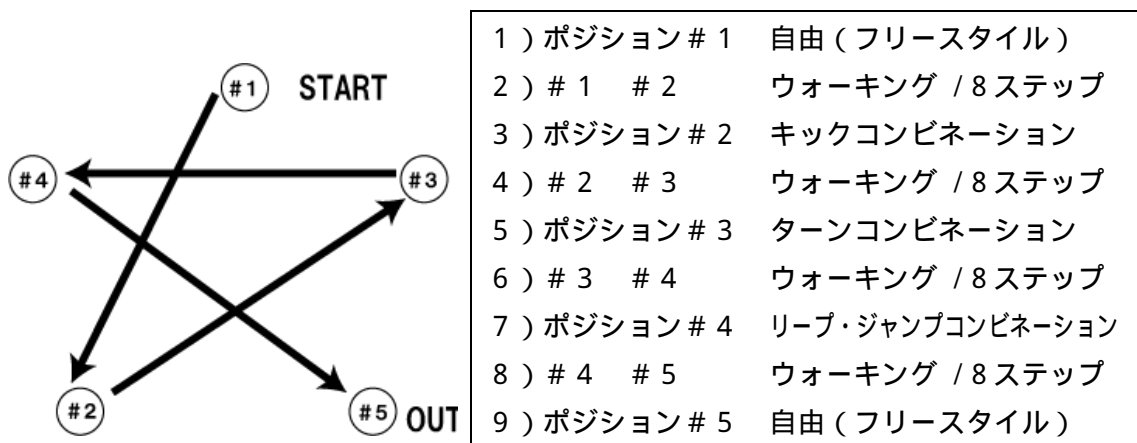 #1 START
#4
#3
#2
#5 OUT
1）ポジション＃1 自由（フリースタイル）
2）＃1 ＃2 ウォーキング /8ステップ
3）ポジション＃2 キックコンビネーション
4）＃2 ＃3 ウォーキング /8ステップ
5）ポジション＃3 ターンコンビネーション
6）＃3 ＃4 ウォーキング /8ステップ
7）ポジション＃4 リープ・ジャンプコンビネーション
8）＃4 ＃5 ウォーキング /8ステップ
9）ポジション＃5 自由（フリースタイル）